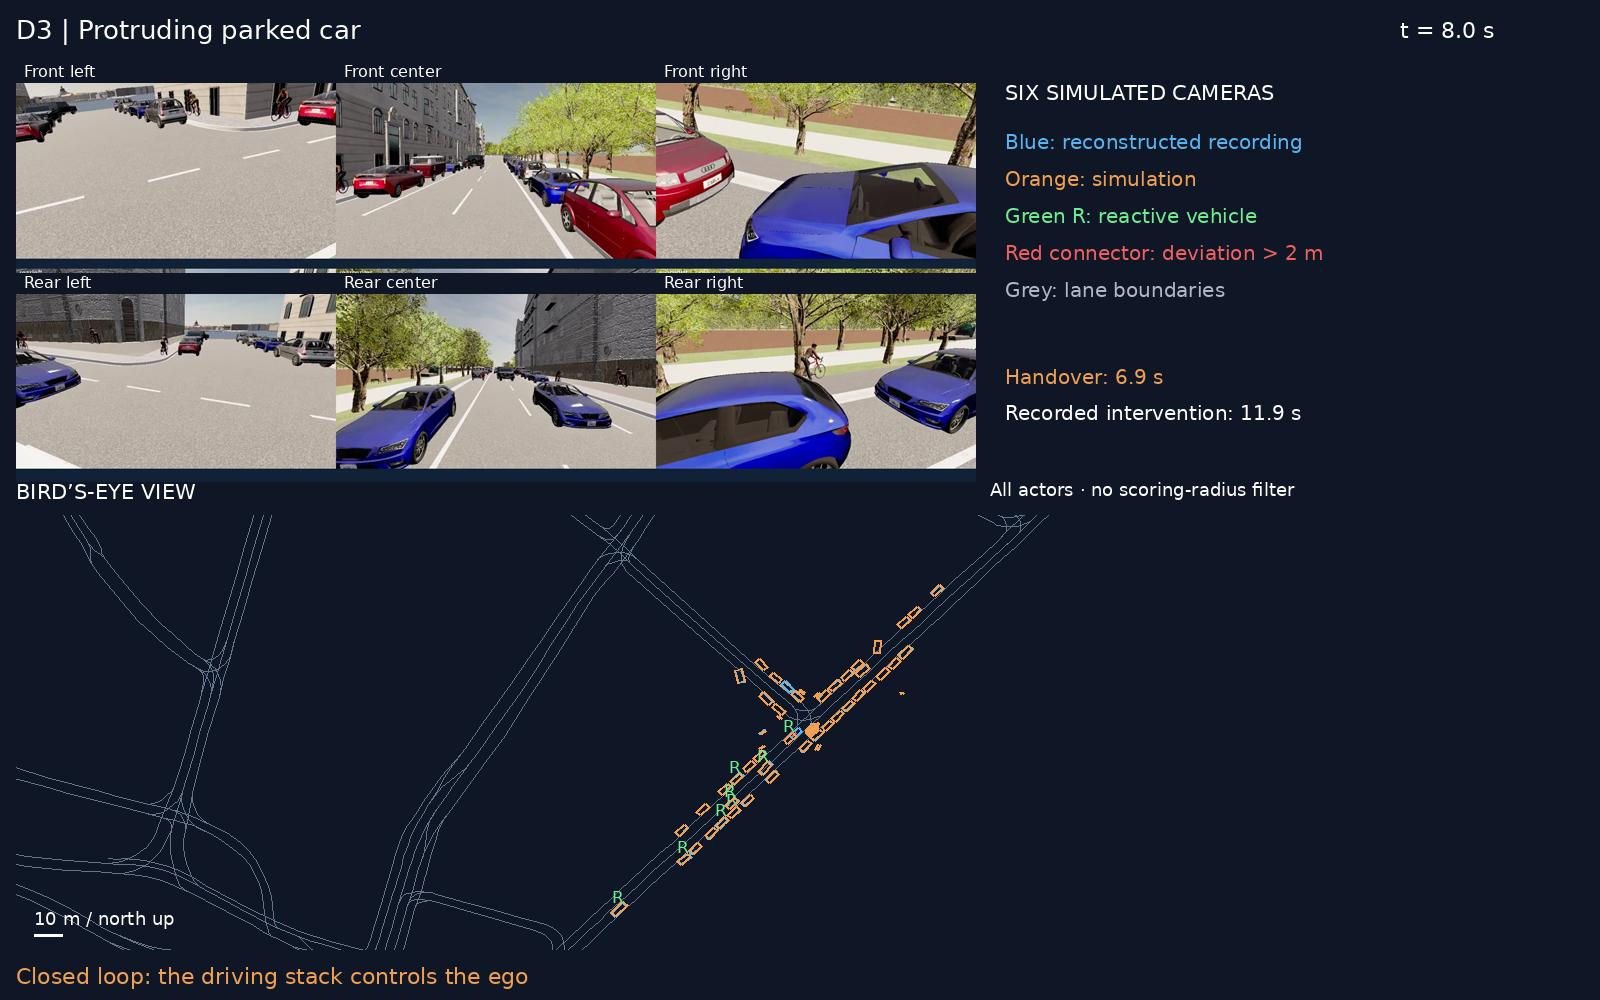 D3 | Protruding parked car
t = 8.0 s
Front left
Front center
Front right
SIX SIMULATED CAMERAS
Blue: reconstructed recording
Orange: simulation
Green R: reactive vehicle
Red connector: deviation > 2 m
Grey: lane boundaries
Rear left
Rear center
Rear right
Handover: 6.9 s
Recorded intervention: 11.9 s
BIRD’S-EYE VIEW
All actors · no scoring-radius filter
R
R
R
R
R
R
R
R
10 m / north up
Closed loop: the driving stack controls the ego